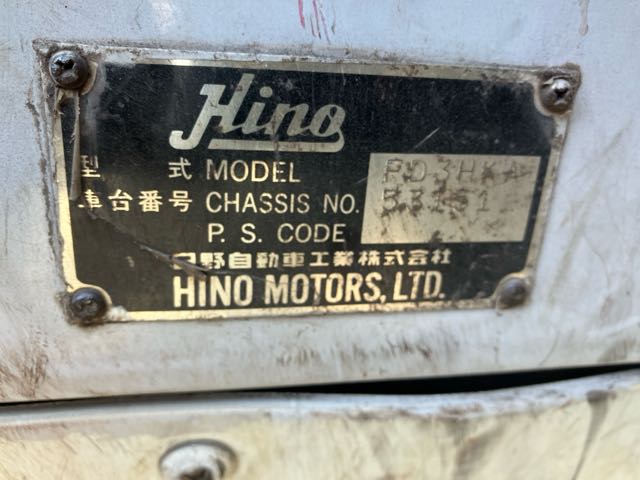 Hino
型 式 MODEL FD3HKA
車台番号 CHASSIS NO.
P. S. CODE
日野自動車工業株式会社
HINO MOTORS, LTD.